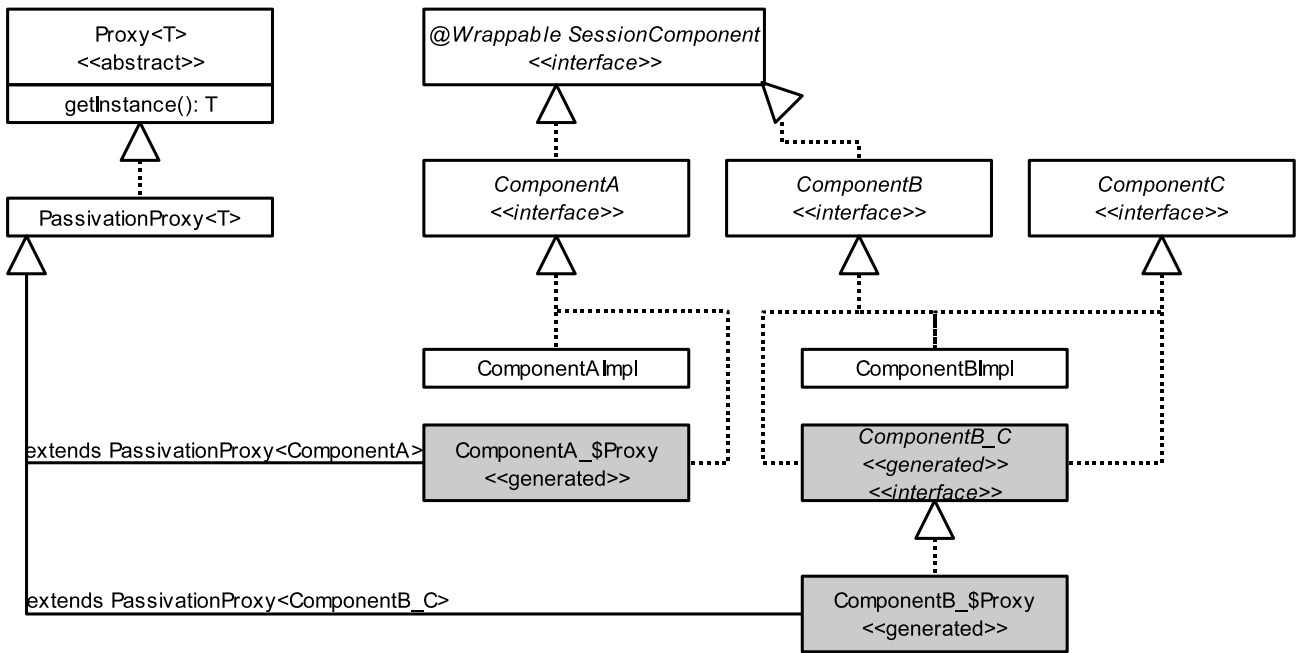 Proxy<T>
<<abstract>>
getInstance(): T
@Wrappable SessionComponent
<<interface>>
PassivationProxy<T>
ComponentA
<<interface>>
ComponentB
<<interface>>
ComponentC
<<interface>>
ComponentAImpl
ComponentBImpl
extends PassivationProxy<ComponentA>
ComponentA_$Proxy
<<generated>>
ComponentB_C
<<generated>>
<<interface>>
extends PassivationProxy<ComponentB_C>
ComponentB_$Proxy
<<generated>>